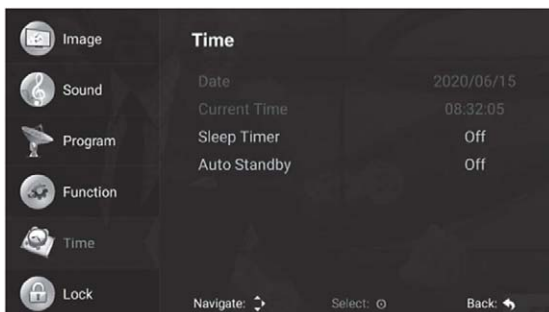 Image
Sound
Program
Function
Time
Lock
Time
Date 2020/06/15
Current Time 08:32:05
Sleep Timer Off
Auto Standby Off
Navigate: Select: Back: